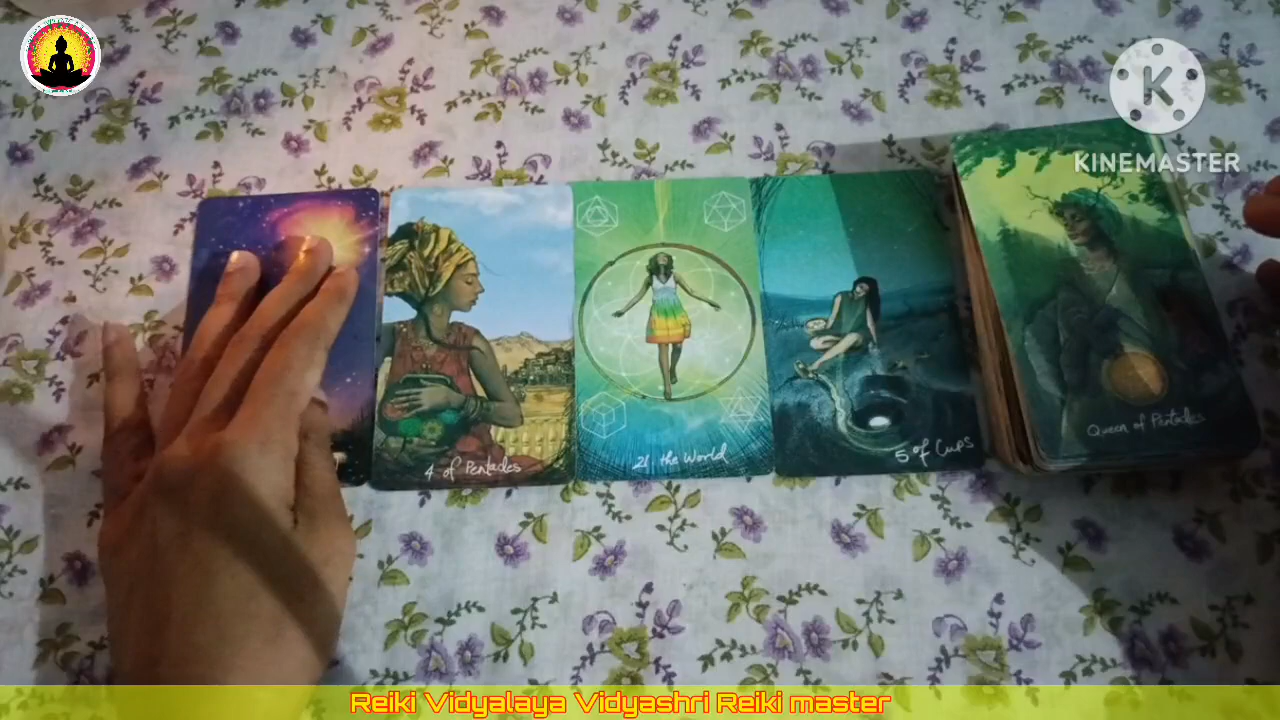 KINEMASTER
Queen of Pentacles
5 of Cups
21. the World
4 of Pentacles
Reiki Vidyalaya Vidyashri Reiki master